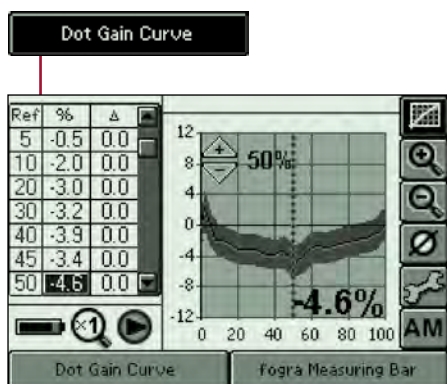 Dot Gain Curve
Ref % Δ
5 -0.5 0.0
10 -2.0 0.0
20 -3.0 0.0
30 -3.2 0.0
40 -3.9 0.0
45 -3.4 0.0
50 -4.6 0.0
×1
12
8
4
0
-4
-8
-12
+
−
50%
-4.6%
0 20 40 60 80 100
AM
Dot Gain Curve
Fogra Measuring Bar